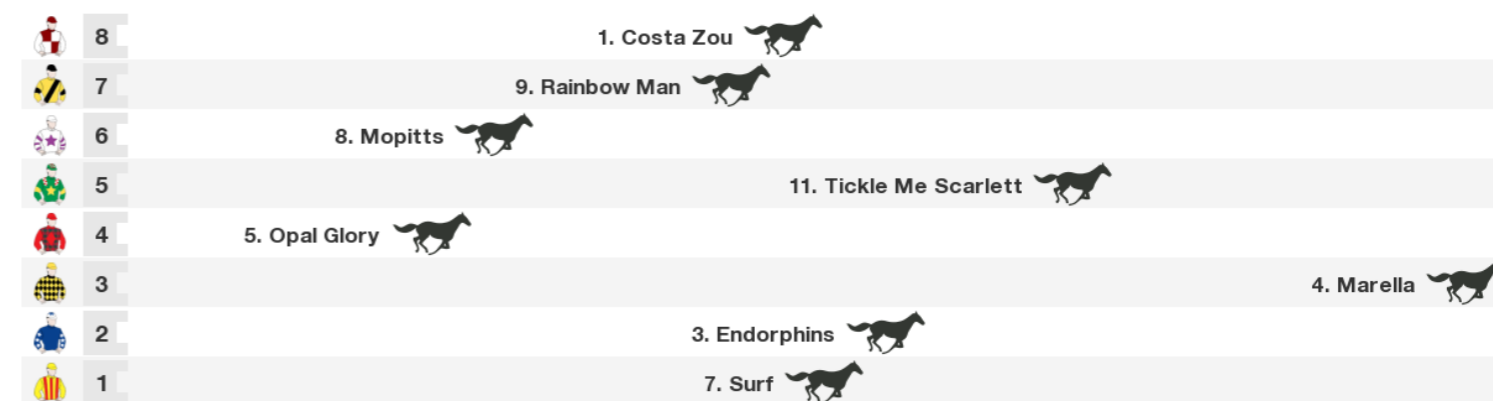 8 1. Costa Zou
7 9. Rainbow Man
6 8. Mopitts
5 11. Tickle Me Scarlett
4 5. Opal Glory
3 4. Marella
2 3. Endorphins
1 7. Surf